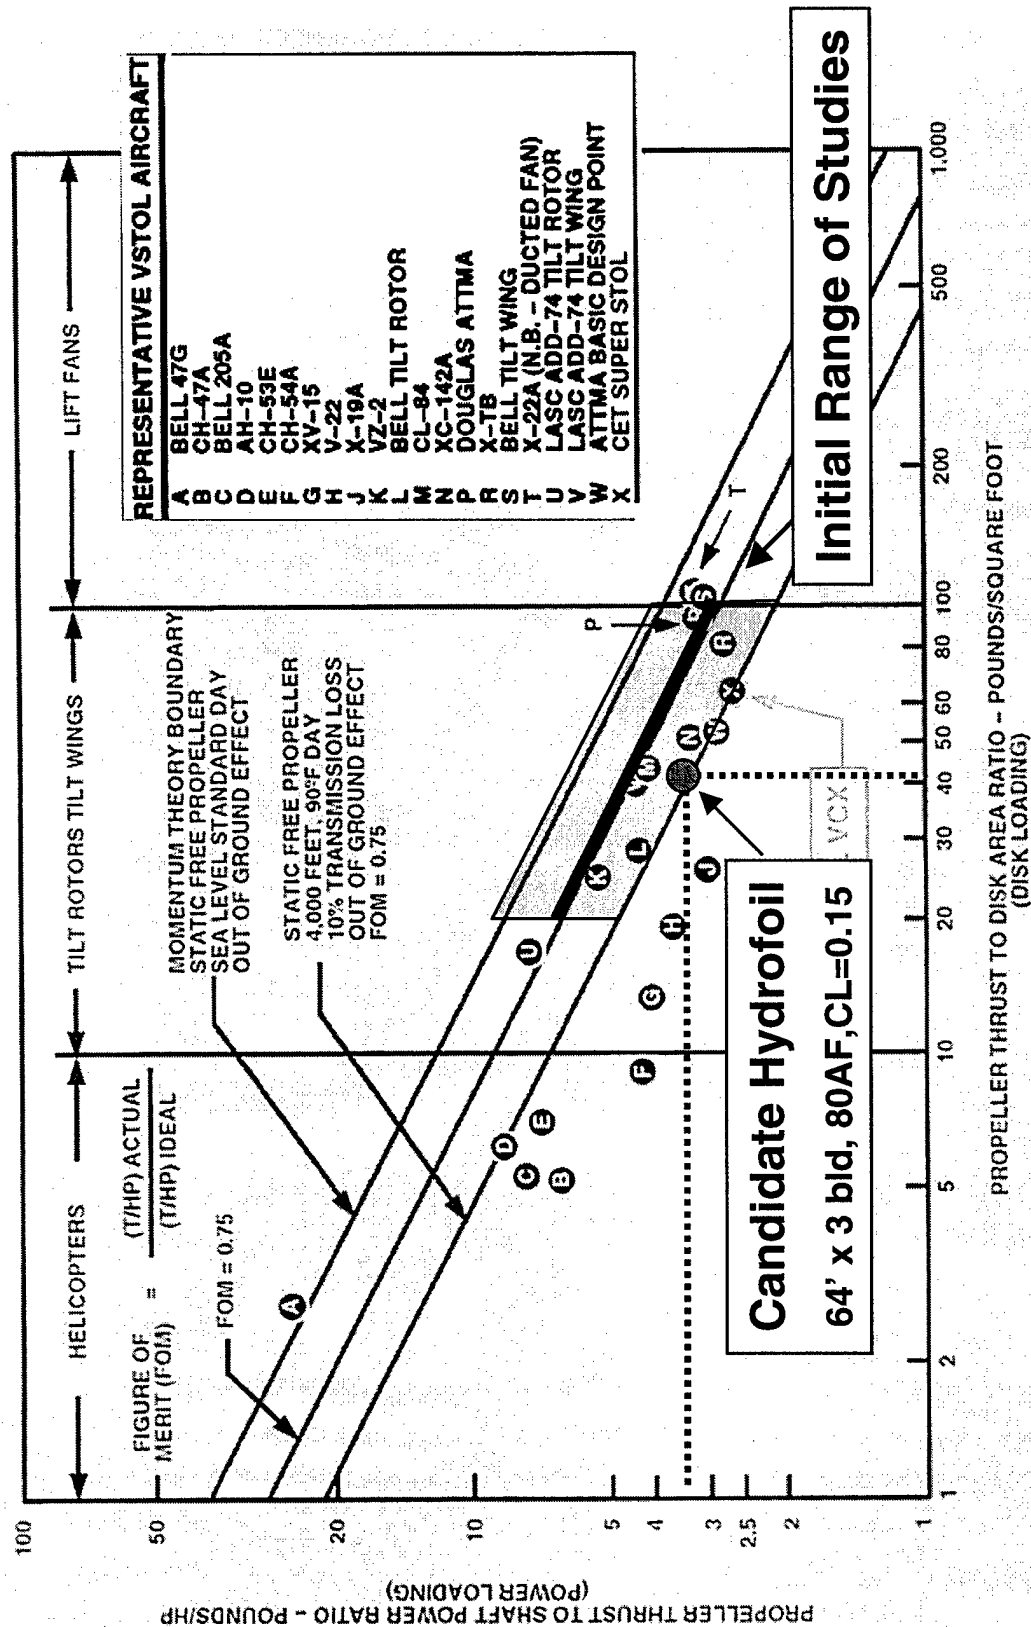 HELICOPTERS
TILT ROTORS TILT WINGS
LIFT FANS
FIGURE OF
MERIT (FOM)
=
(T/HP) ACTUAL
(T/HP) IDEAL
FOM = 0.75
MOMENTUM THEORY BOUNDARY
STATIC FREE PROPELLER
SEA LEVEL STANDARD DAY
OUT OF GROUND EFFECT
STATIC FREE PROPELLER
4,000 FEET, 90°F DAY
10% TRANSMISSION LOSS
OUT OF GROUND EFFECT
FOM = 0.75
REPRESENTATIVE VSTOL AIRCRAFT
A BELL 47G
B CH-47A
C BELL 205A
D AH-10
E CH-53E
F CH-54A
G XV-15
H V-22
J X-19A
K VZ-2
L BELL TILT ROTOR
M CL-84
N XC-142A
P DOUGLAS ATTMA
R X-TB
S BELL TILT WING
T X-22A (N.B. - DUCTED FAN)
U LASC ADD-74 TILT ROTOR
V LASC ADD-74 TILT WING
W ATTMA BASIC DESIGN POINT
X CET SUPER STOL
A
B
C
D
E
F
G
H
J
K
L
M
N
P
R
S
T
U
W
X
VCX
Candidate Hydrofoil
64' x 3 bld, 80AF,CL=0.15
Initial Range of Studies
100
50
20
10
5
4
3
2.5
2
1
1
2
5
10
20
30
40
50
60
80
100
200
500
1.000
PROPELLER THRUST TO SHAFT POWER RATIO - POUNDS/HP
(POWER LOADING)
PROPELLER THRUST TO DISK AREA RATIO - POUNDS/SQUARE FOOT
(DISK LOADING)